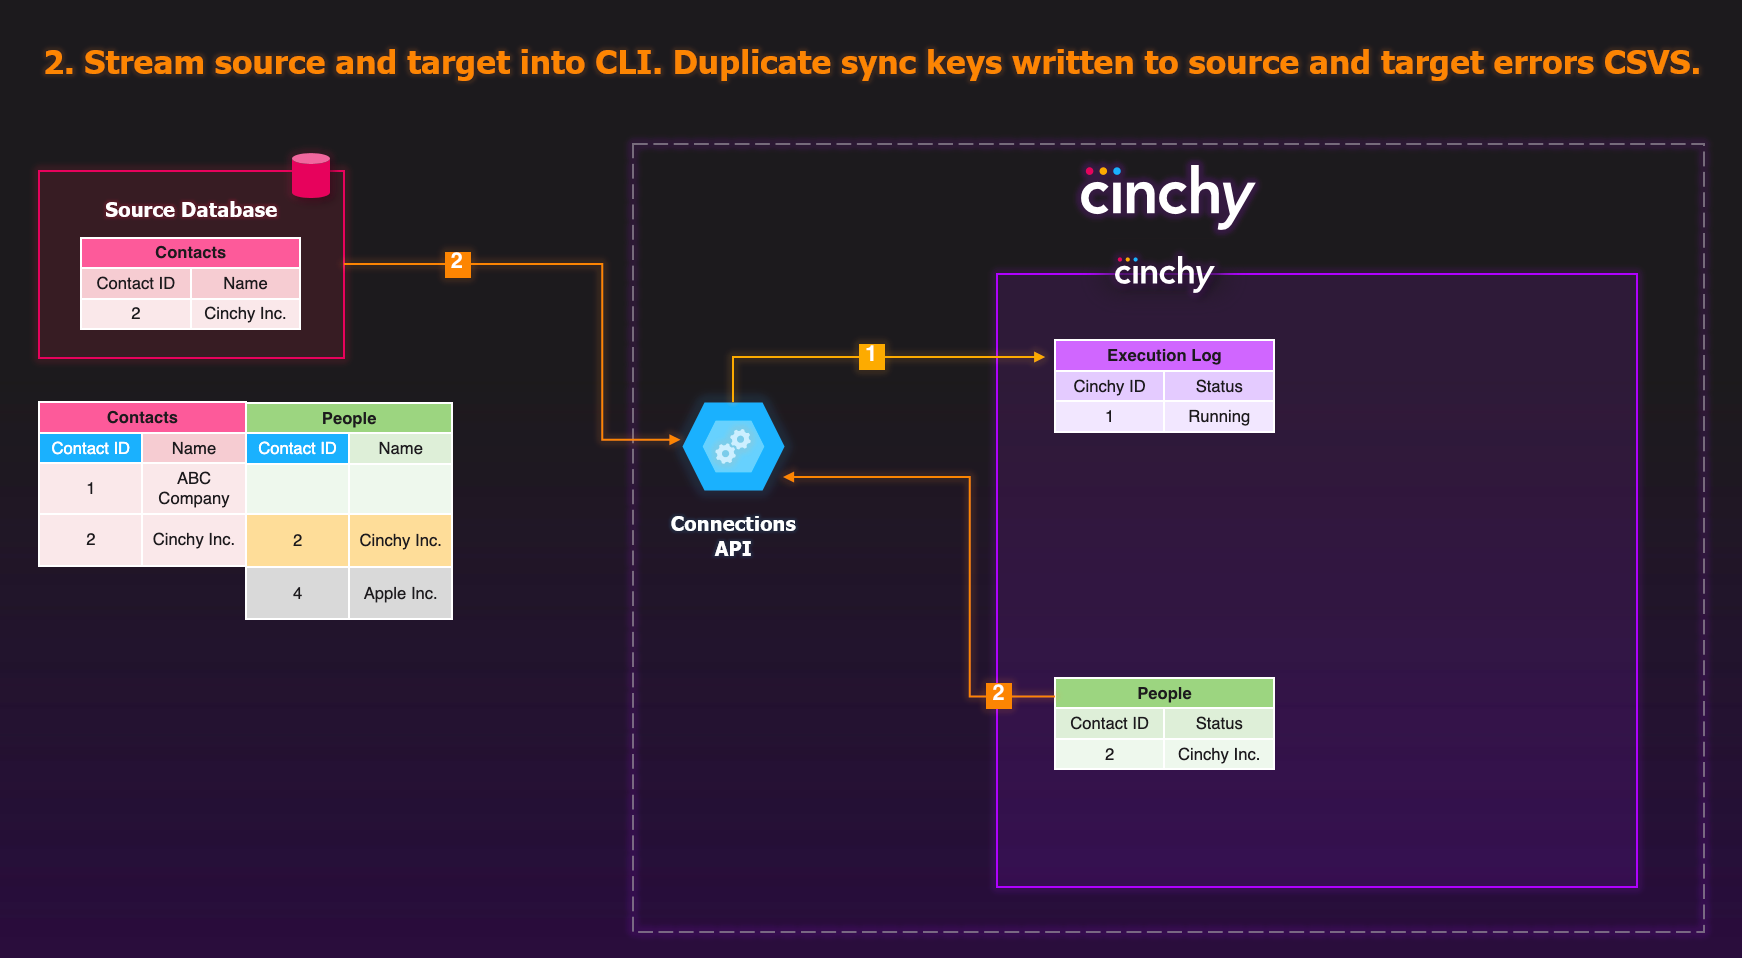 2. Stream source and target into CLI. Duplicate sync keys written to source and target errors CSVS.
Source Database
Contacts
Contact ID Name
2 Cinchy Inc.
2
cinchy
cinchy
1
Execution Log
Cinchy ID Status
1 Running
Contacts People
Contact ID Name Contact ID Name
1 ABC
Company
2 Cinchy Inc. 2 Cinchy Inc.
4 Apple Inc.
Connections
API
2
People
Contact ID Status
2 Cinchy Inc.